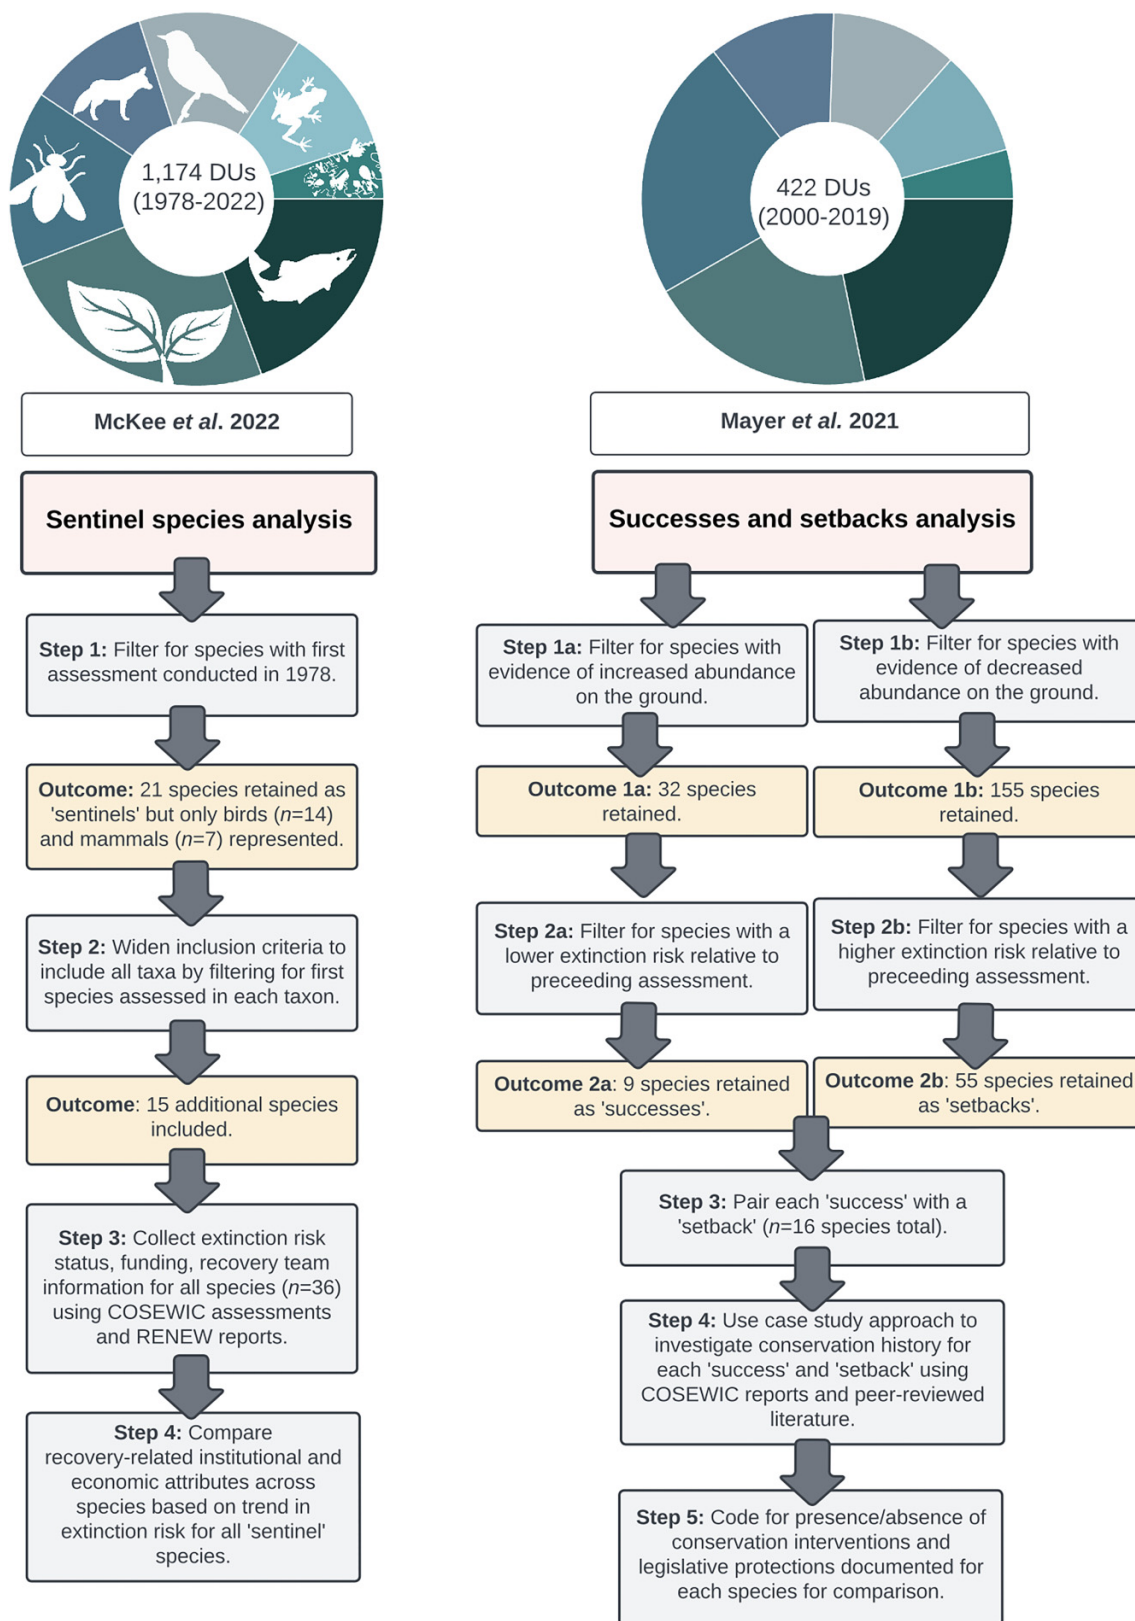 1,174 DUs
(1978-2022)
McKee et al. 2022
Sentinel species analysis
Step 1: Filter for species with first
assessment conducted in 1978.
Outcome: 21 species retained as
'sentinels' but only birds (n=14)
and mammals (n=7) represented.
Step 2: Widen inclusion criteria to
include all taxa by filtering for first
species assessed in each taxon.
Outcome: 15 additional species
included.
Step 3: Collect extinction risk
status, funding, recovery team
information for all species (n=36)
using COSEWIC assessments
and RENEW reports.
Step 4: Compare
recovery-related institutional and
economic attributes across
species based on trend in
extinction risk for all 'sentinel'
species.
422 DUs
(2000-2019)
Mayer et al. 2021
Successes and setbacks analysis
Step 1a: Filter for species with
evidence of increased abundance
on the ground.
Outcome 1a: 32 species
retained.
Step 2a: Filter for species with a
lower extinction risk relative to
preceeding assessment.
Outcome 2a: 9 species retained
as 'successes'.
Step 1b: Filter for species with
evidence of decreased
abundance on the ground.
Outcome 1b: 155 species
retained.
Step 2b: Filter for species with a
higher extinction risk relative to
preceeding assessment.
Outcome 2b: 55 species retained
as 'setbacks'.
Step 3: Pair each 'success' with a
'setback' (n=16 species total).
Step 4: Use case study approach to
investigate conservation history for
each 'success' and 'setback' using
COSEWIC reports and peer-reviewed
literature.
Step 5: Code for presence/absence of
conservation interventions and
legislative protections documented for
each species for comparison.